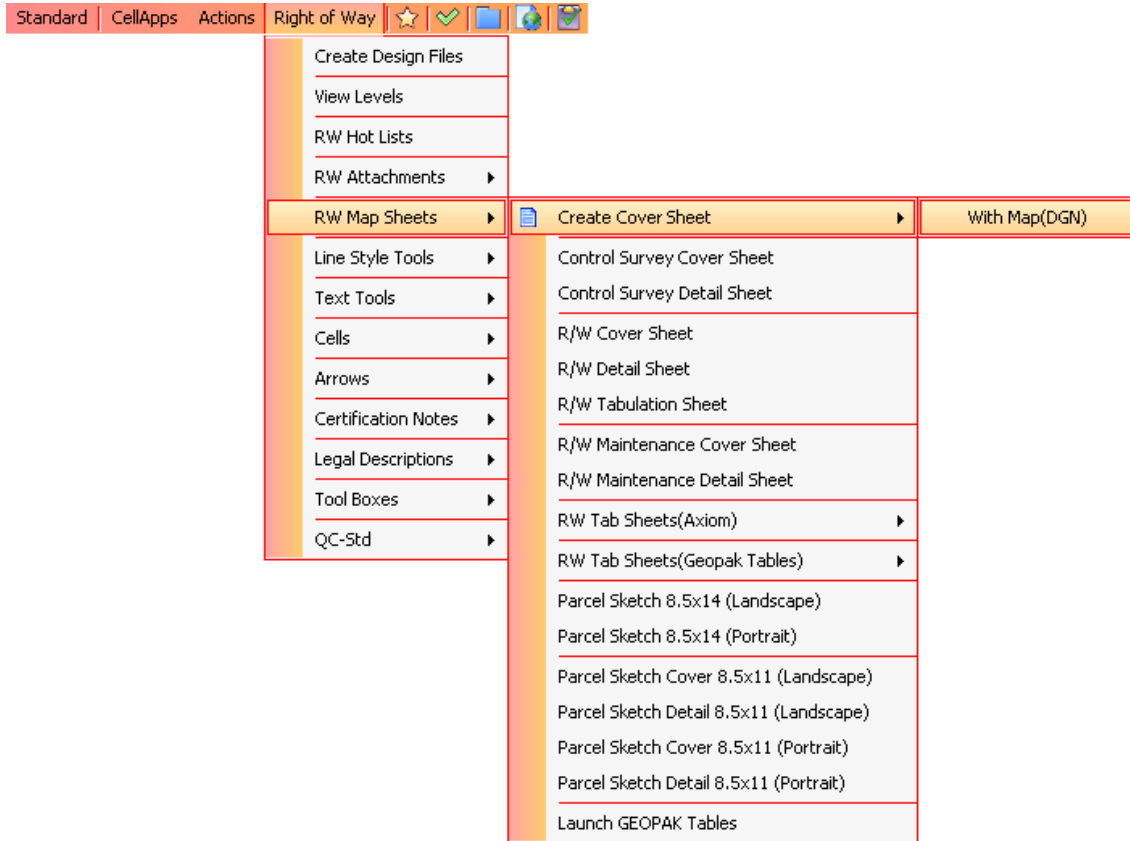 Standard CellApps Actions Right of Way
Create Design Files
View Levels
RW Hot Lists
RW Attachments
RW Map Sheets
Line Style Tools
Text Tools
Cells
Arrows
Certification Notes
Legal Descriptions
Tool Boxes
QC-Std
Create Cover Sheet
Control Survey Cover Sheet
Control Survey Detail Sheet
R/W Cover Sheet
R/W Detail Sheet
R/W Tabulation Sheet
R/W Maintenance Cover Sheet
R/W Maintenance Detail Sheet
RW Tab Sheets(Axiom)
RW Tab Sheets(Geopak Tables)
Parcel Sketch 8.5x14 (Landscape)
Parcel Sketch 8.5x14 (Portrait)
Parcel Sketch Cover 8.5x11 (Landscape)
Parcel Sketch Detail 8.5x11 (Landscape)
Parcel Sketch Cover 8.5x11 (Portrait)
Parcel Sketch Detail 8.5x11 (Portrait)
Launch GEOPAK Tables
With Map(DGN)